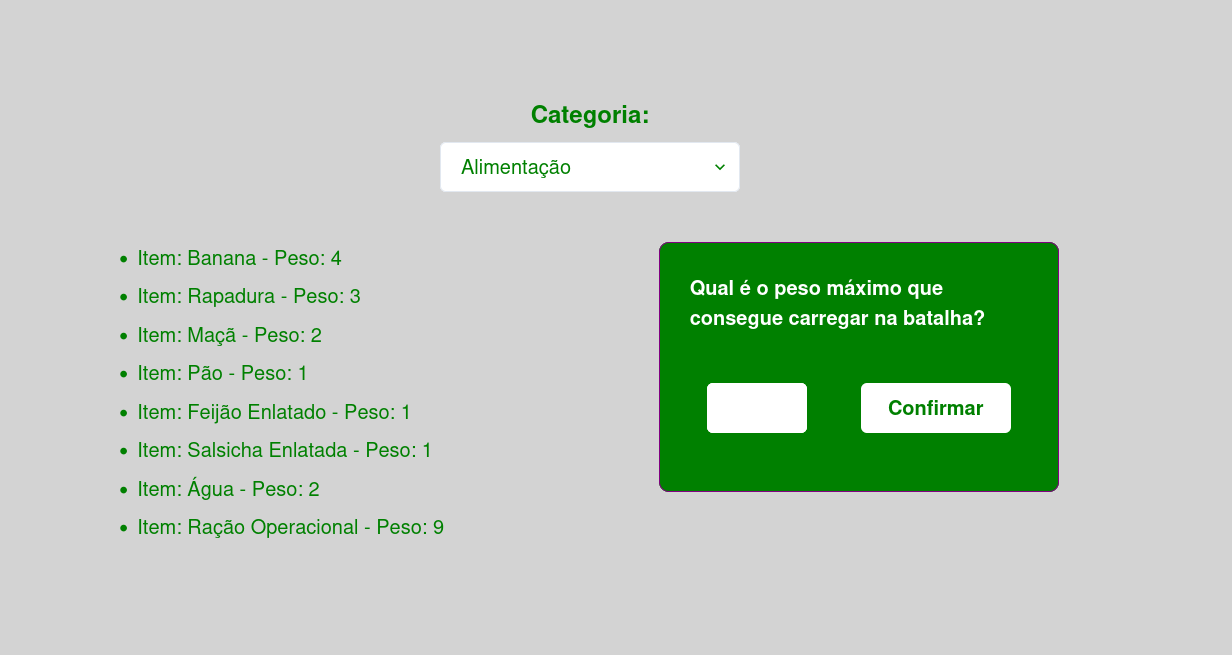 Categoria:
Alimentação
Item: Banana - Peso: 4
Item: Rapadura - Peso: 3
Item: Maçã - Peso: 2
Item: Pão - Peso: 1
Item: Feijão Enlatado - Peso: 1
Item: Salsicha Enlatada - Peso: 1
Item: Água - Peso: 2
Item: Ração Operacional - Peso: 9
Qual é o peso máximo que
consegue carregar na batalha?
Confirmar